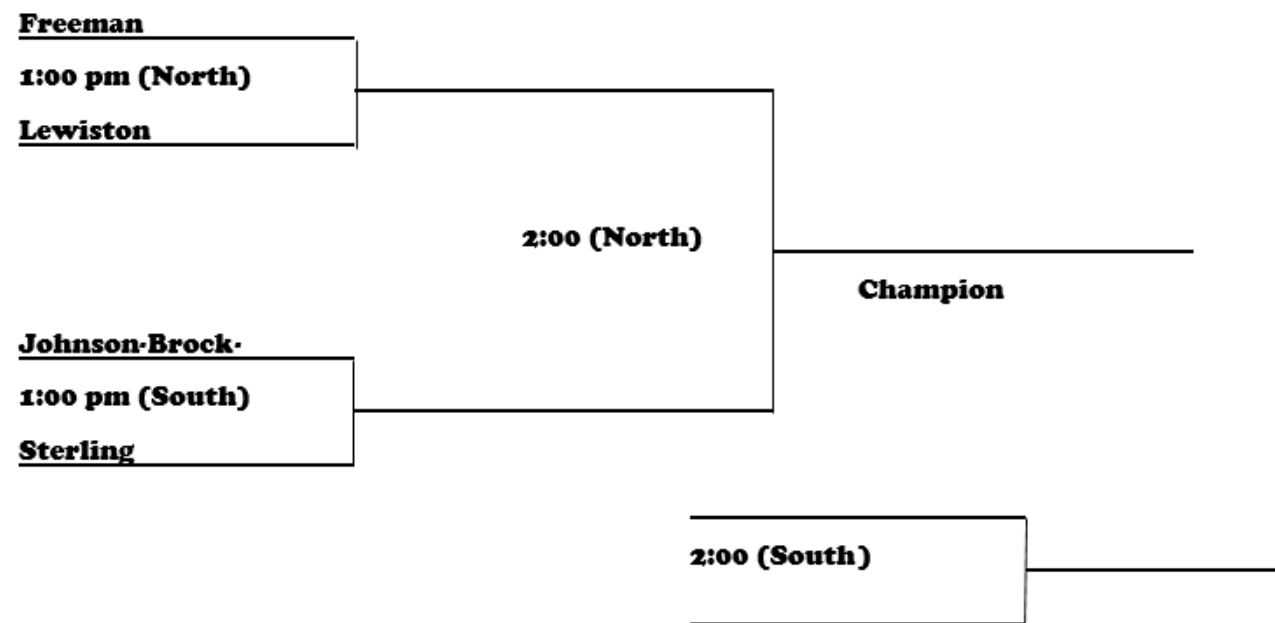 Freeman
1:00 pm (North)
Lewiston
2:00 (North)
Champion
Johnson-Brock-
1:00 pm (South)
Sterling
2:00 (South)